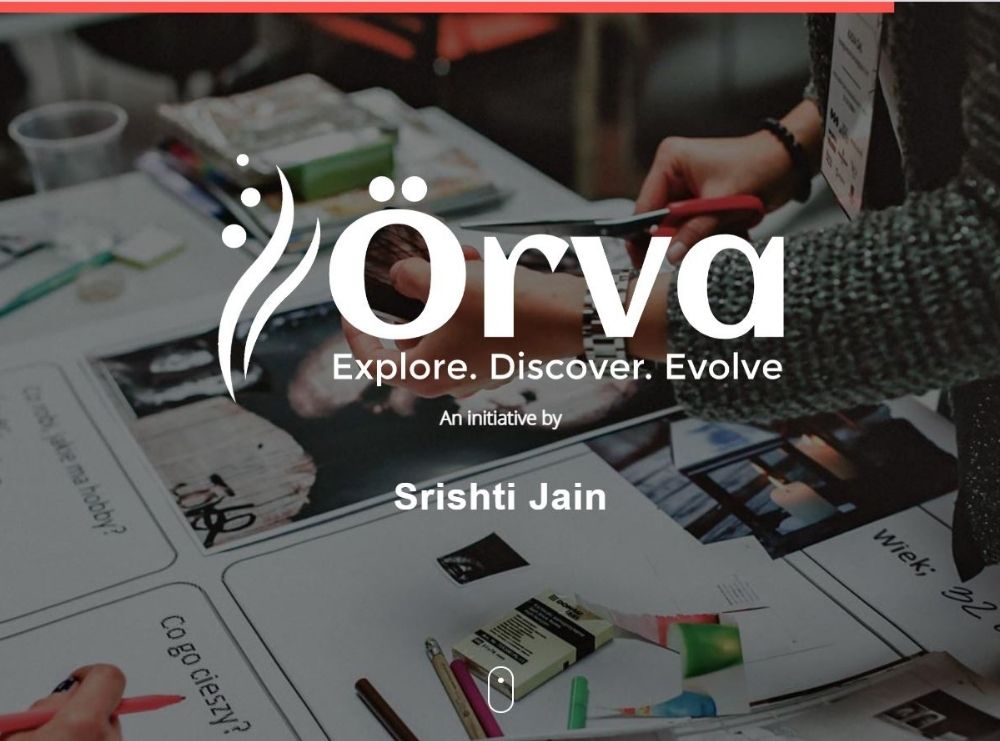 Örva
Explore. Discover. Evolve
An initiative by
Srishti Jain
Co robi, jakie ma hobby?
Wiek:
32
Co go cieszy?